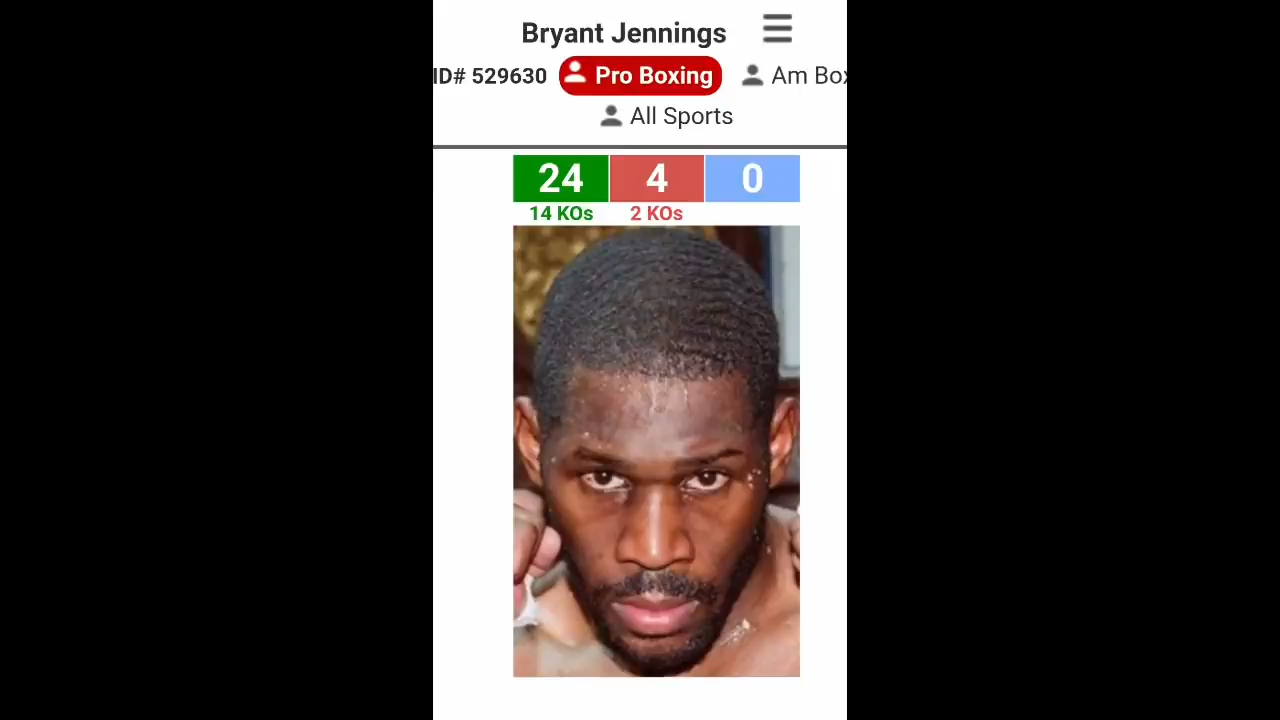 Bryant Jennings
ID# 529630 Pro Boxing Am Box
All Sports
24 4 0
14 KOs 2 KOs